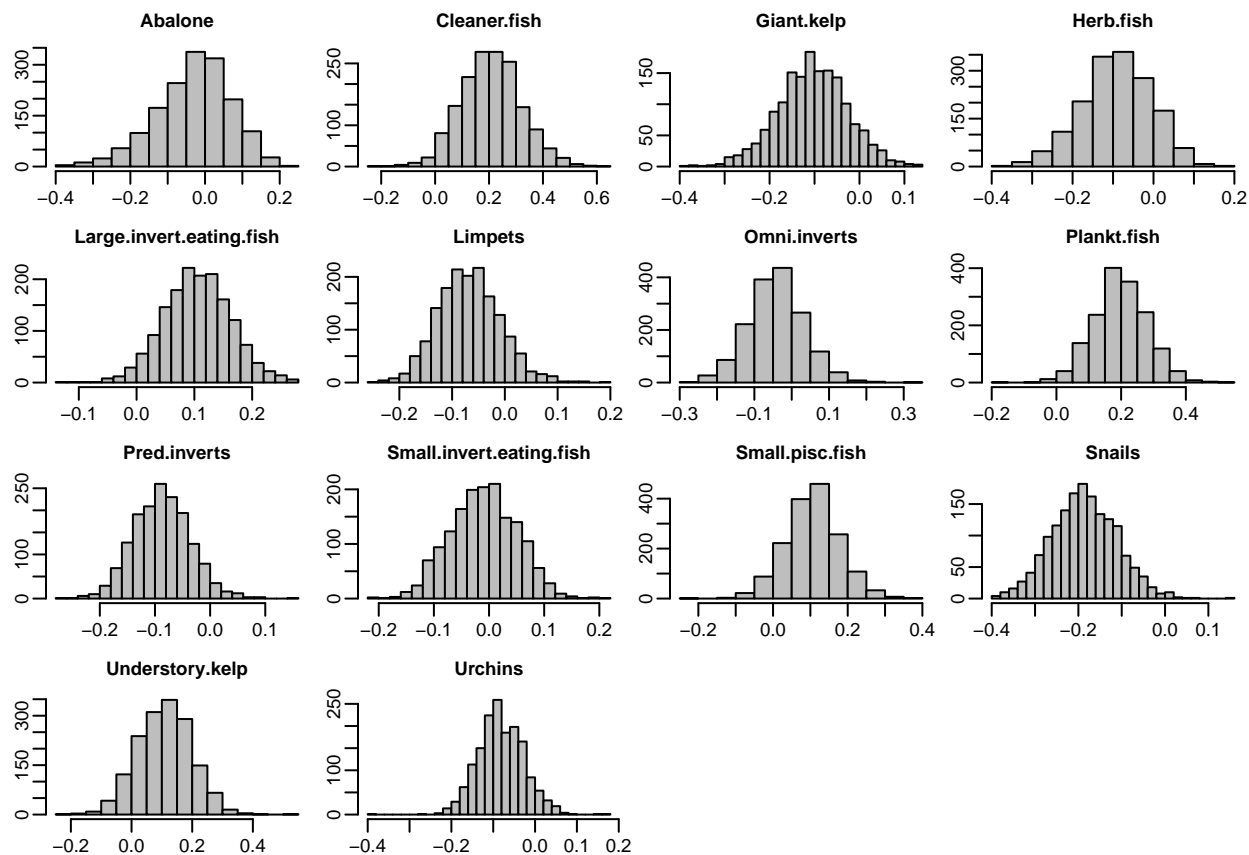 Abalone Cleaner.fish Giant.kelp Herb.fish
0 150 300 0 100 250 0 50 150 0 150 300
−0.4 −0.2 0.0 0.2 −0.2 0.0 0.2 0.4 0.6 −0.4 −0.2 0.0 0.1 −0.4 −0.2 0.0 0.2
Large.invert.eating.fish Limpets Omni.inverts Plankt.fish
0 100 200 0 100 200 0 200 400 0 200 400
−0.1 0.0 0.1 0.2 −0.2 −0.1 0.0 0.1 0.2 −0.3 −0.1 0.1 0.3 −0.2 0.0 0.2 0.4
Pred.inverts Small.invert.eating.fish Small.pisc.fish Snails
0 100 250 0 100 200 0 200 400 0 50 150
−0.2 −0.1 0.0 0.1 −0.2 −0.1 0.0 0.1 0.2 −0.2 0.0 0.2 0.4 −0.4 −0.2 0.0 0.1
Understory.kelp Urchins
0 150 300 0 100 250
−0.2 0.0 0.2 0.4 −0.4 −0.2 0.0 0.1 0.2